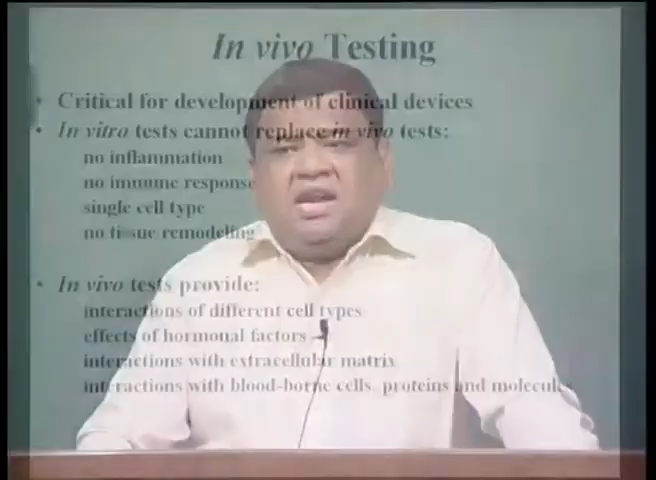 In vivo Testing
• Critical for development of clinical devices
• In vitro tests cannot replace in vivo tests:
no inflammation
no immune response
single cell type
no tissue remodeling
• In vivo tests provide:
interactions of different cell types
effects of hormonal factors
interactions with extracellular matrix
interactions with blood-borne cells, proteins and molecules